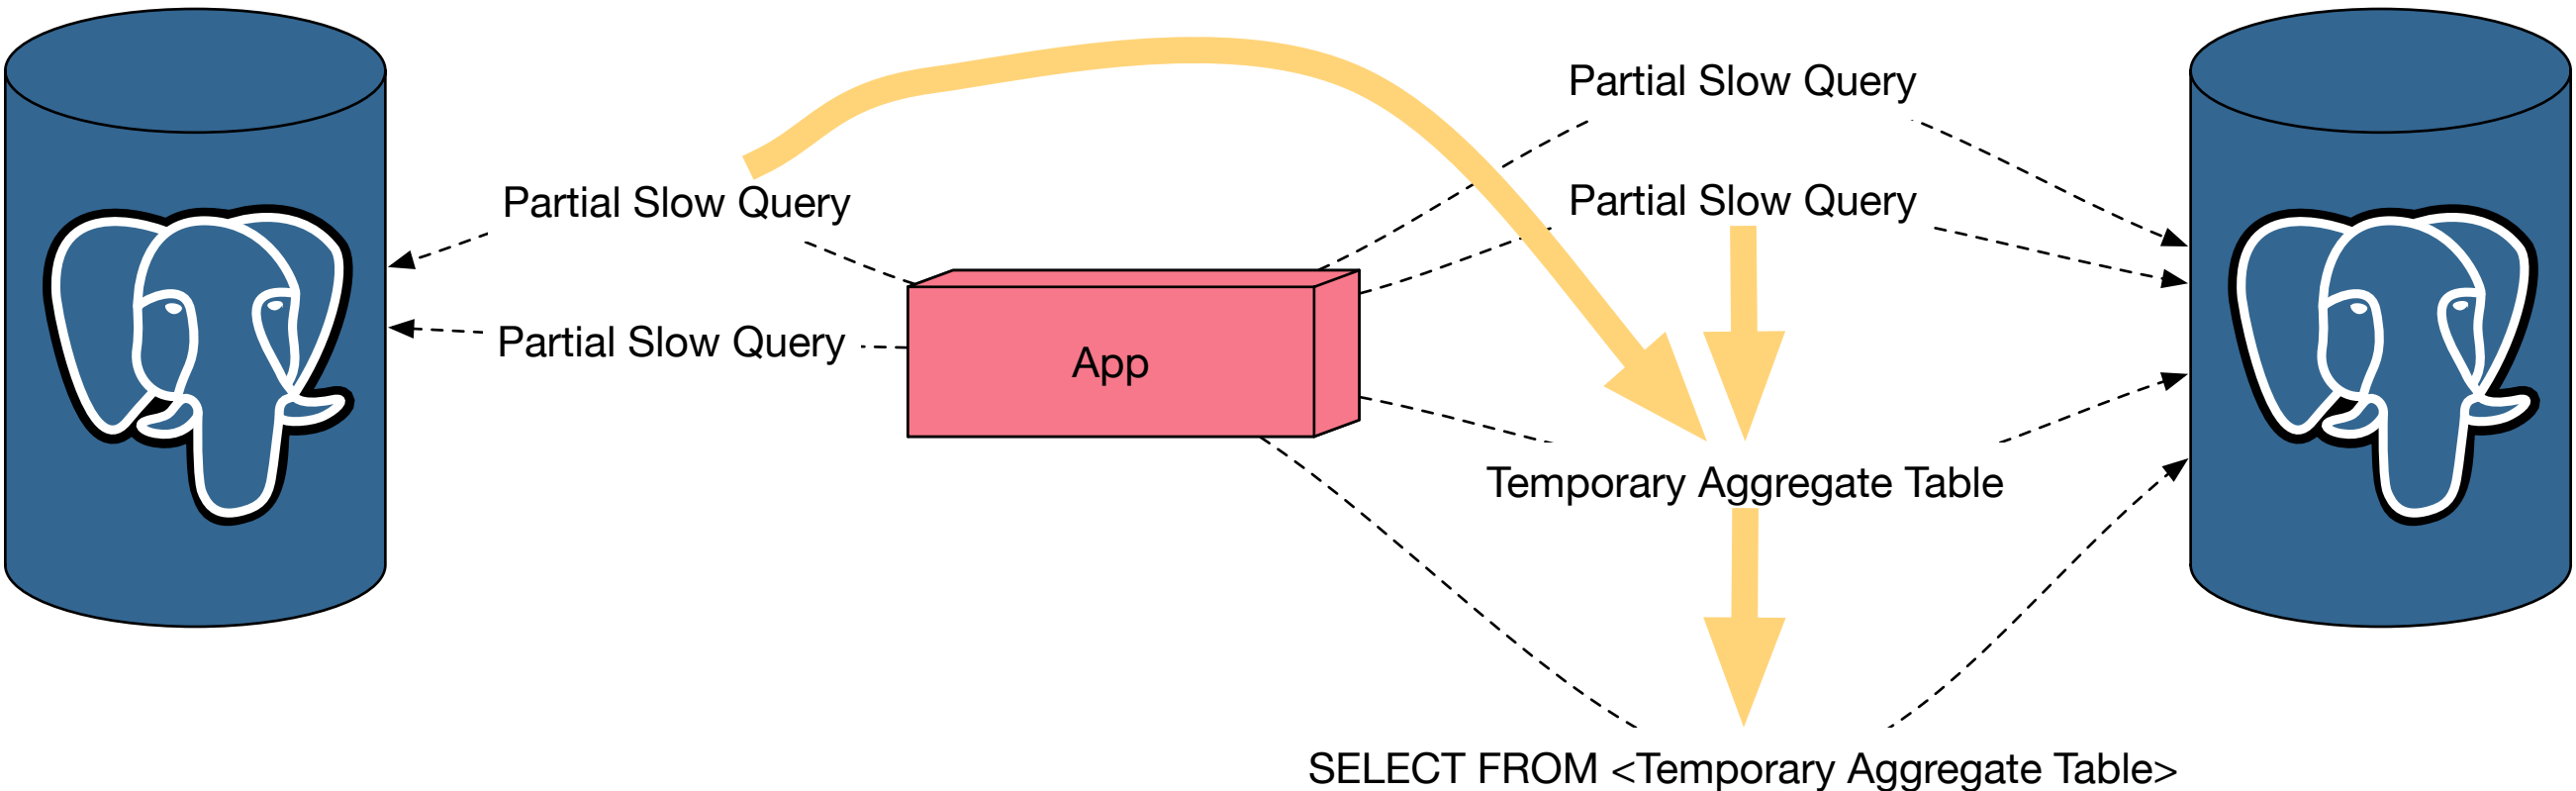 Partial Slow Query
Partial Slow Query
Partial Slow Query
Partial Slow Query
App
Temporary Aggregate Table
SELECT FROM <Temporary Aggregate Table>